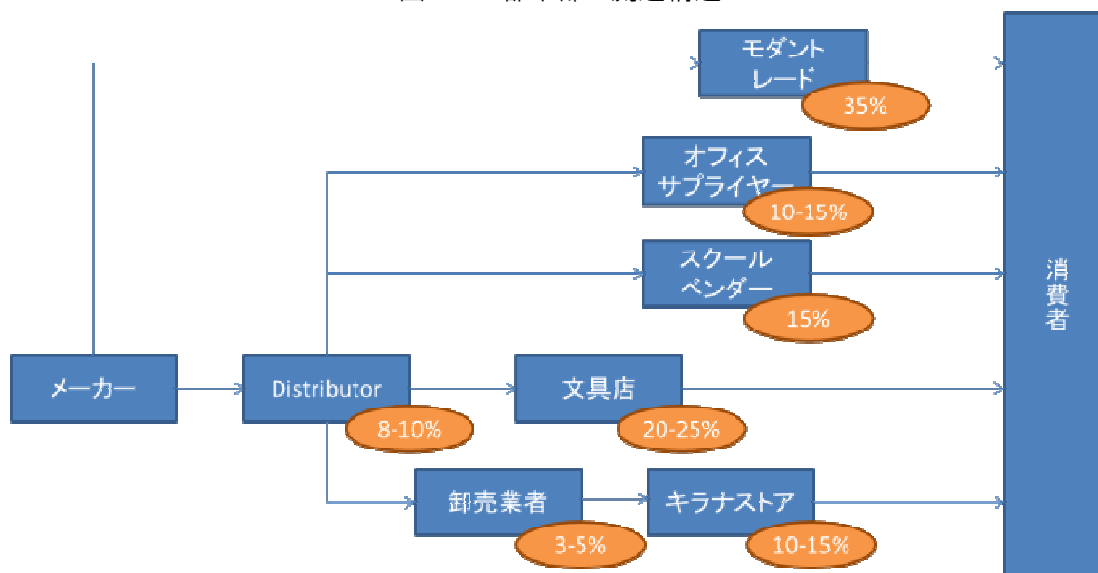 モダント
レード
35%
オフィス
サプライヤー
10-15%
スクール
ベンダー
15%
消費者
メーカー
Distributor
8-10%
文具店
20-25%
卸売業者
3-5%
キラナストア
10-15%